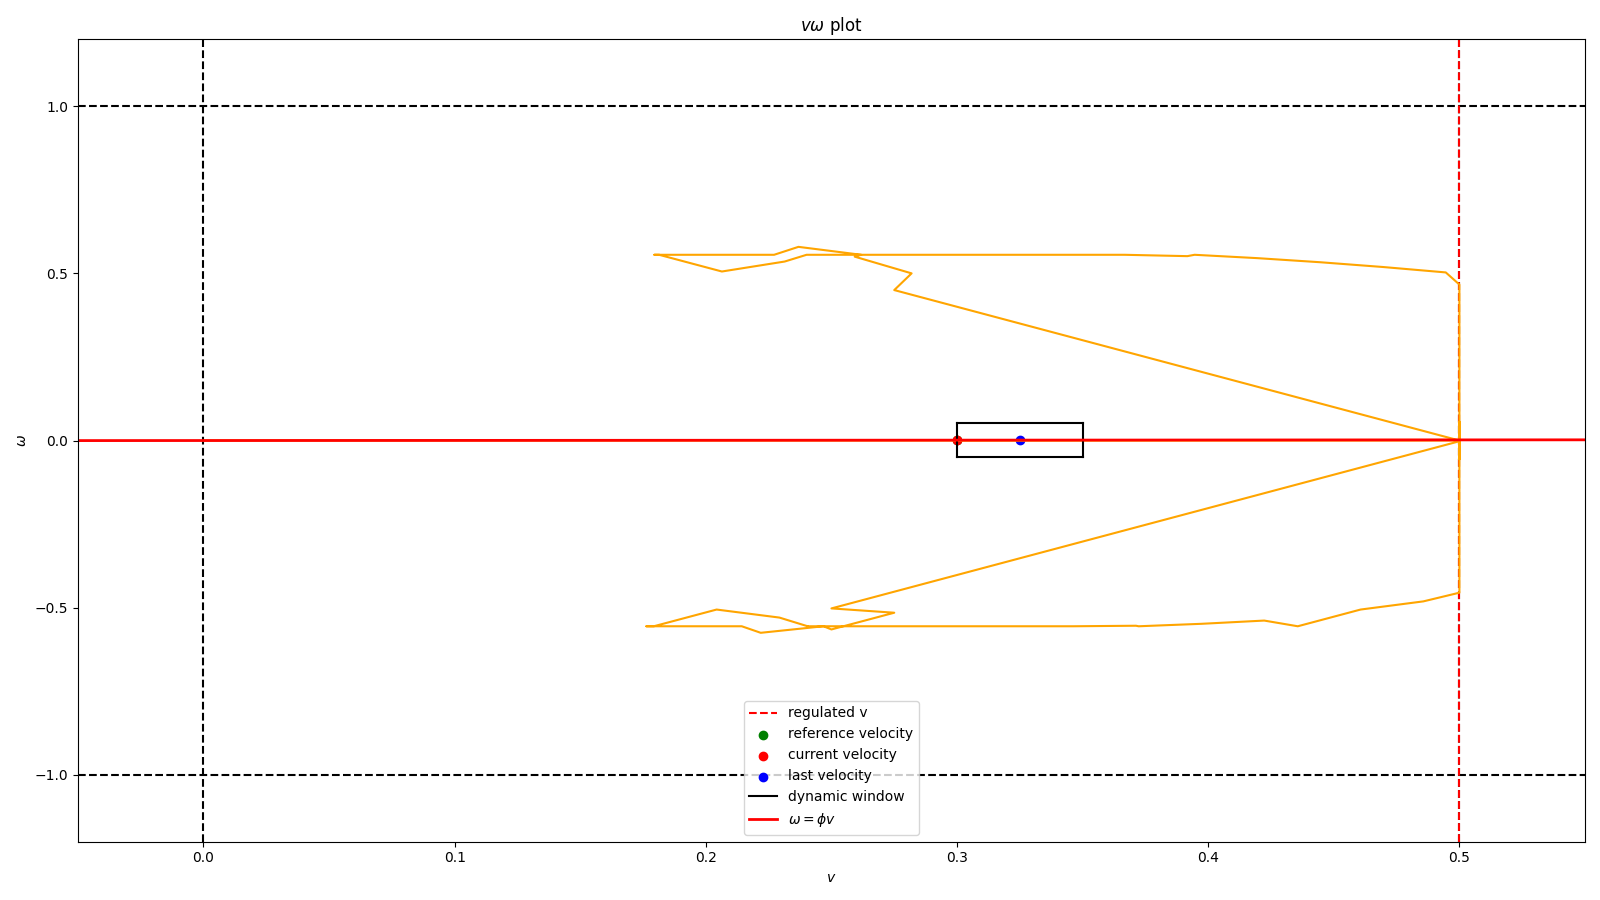 vω plot
1.0
0.5
0.0
−0.5
−1.0
ω
0.0
0.1
0.2
0.3
0.4
0.5
v
regulated v
reference velocity
current velocity
last velocity
dynamic window
ω = ϕv